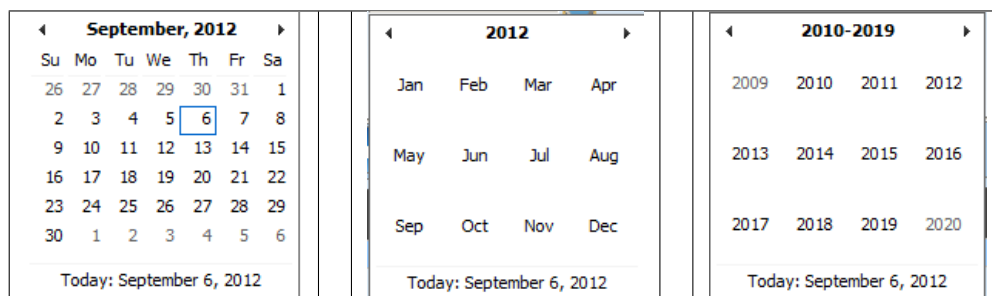 September, 2012
Su Mo Tu We Th Fr Sa
26 27 28 29 30 31 1
2 3 4 5 6 7 8
9 10 11 12 13 14 15
16 17 18 19 20 21 22
23 24 25 26 27 28 29
30 1 2 3 4 5 6
Today: September 6, 2012
2012
Jan Feb Mar Apr
May Jun Jul Aug
Sep Oct Nov Dec
Today: September 6, 2012
2010-2019
2009 2010 2011 2012
2013 2014 2015 2016
2017 2018 2019 2020
Today: September 6, 2012